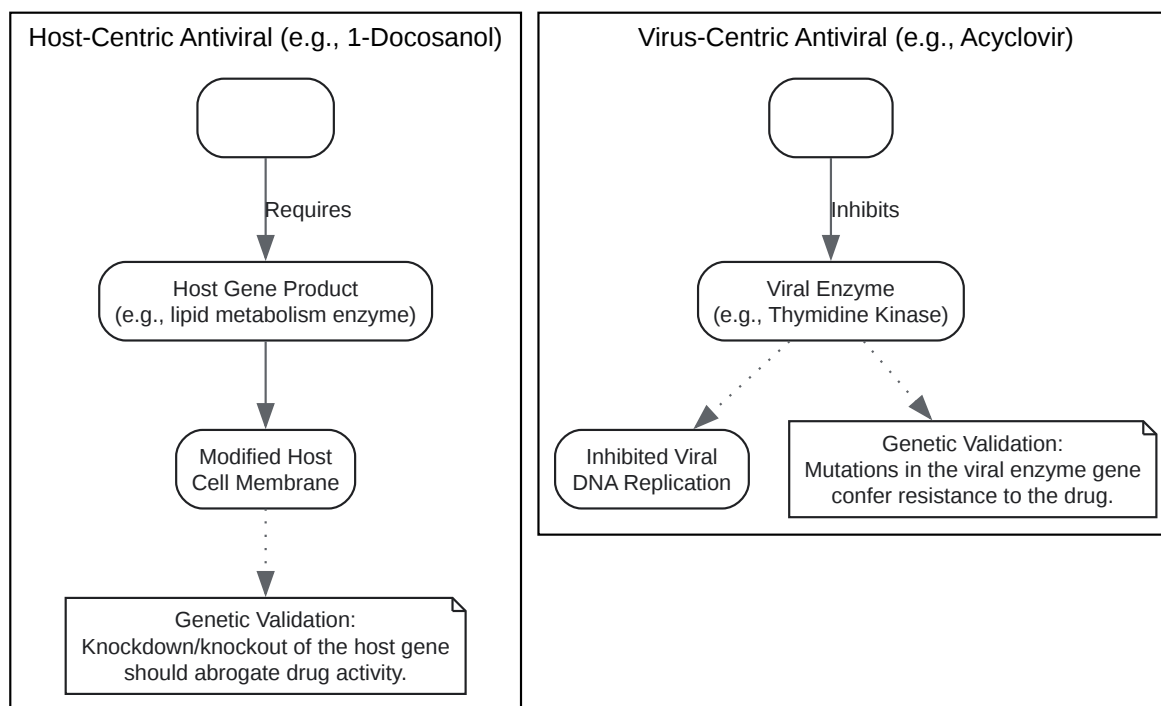 Host-Centric Antiviral (e.g., 1-Docosanol)
Requires
Host Gene Product
(e.g., lipid metabolism enzyme)
Modified Host
Cell Membrane
Genetic Validation:
Knockdown/knockout of the host gene
should abrogate drug activity.
Virus-Centric Antiviral (e.g., Acyclovir)
Inhibits
Viral Enzyme
(e.g., Thymidine Kinase)
Inhibited Viral
DNA Replication
Genetic Validation:
Mutations in the viral enzyme gene
confer resistance to the drug.